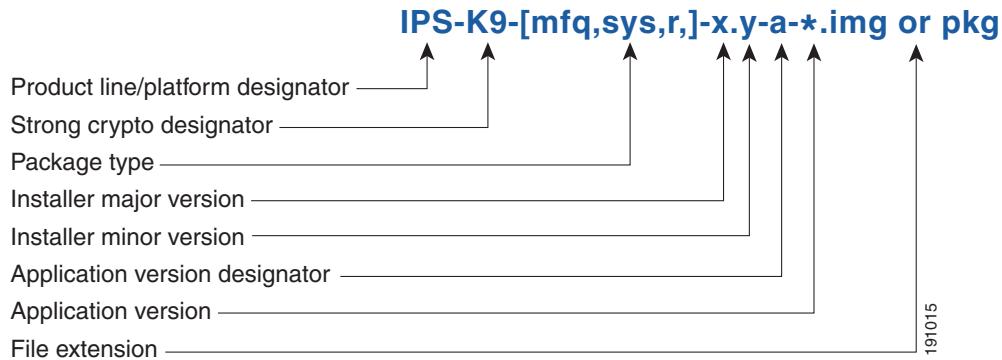 IPS-K9-[mfq,sys,r,]-x.y-a-*.img or pkg
Product line/platform designator
Strong crypto designator
Package type
Installer major version
Installer minor version
Application version designator
Application version
File extension
191015